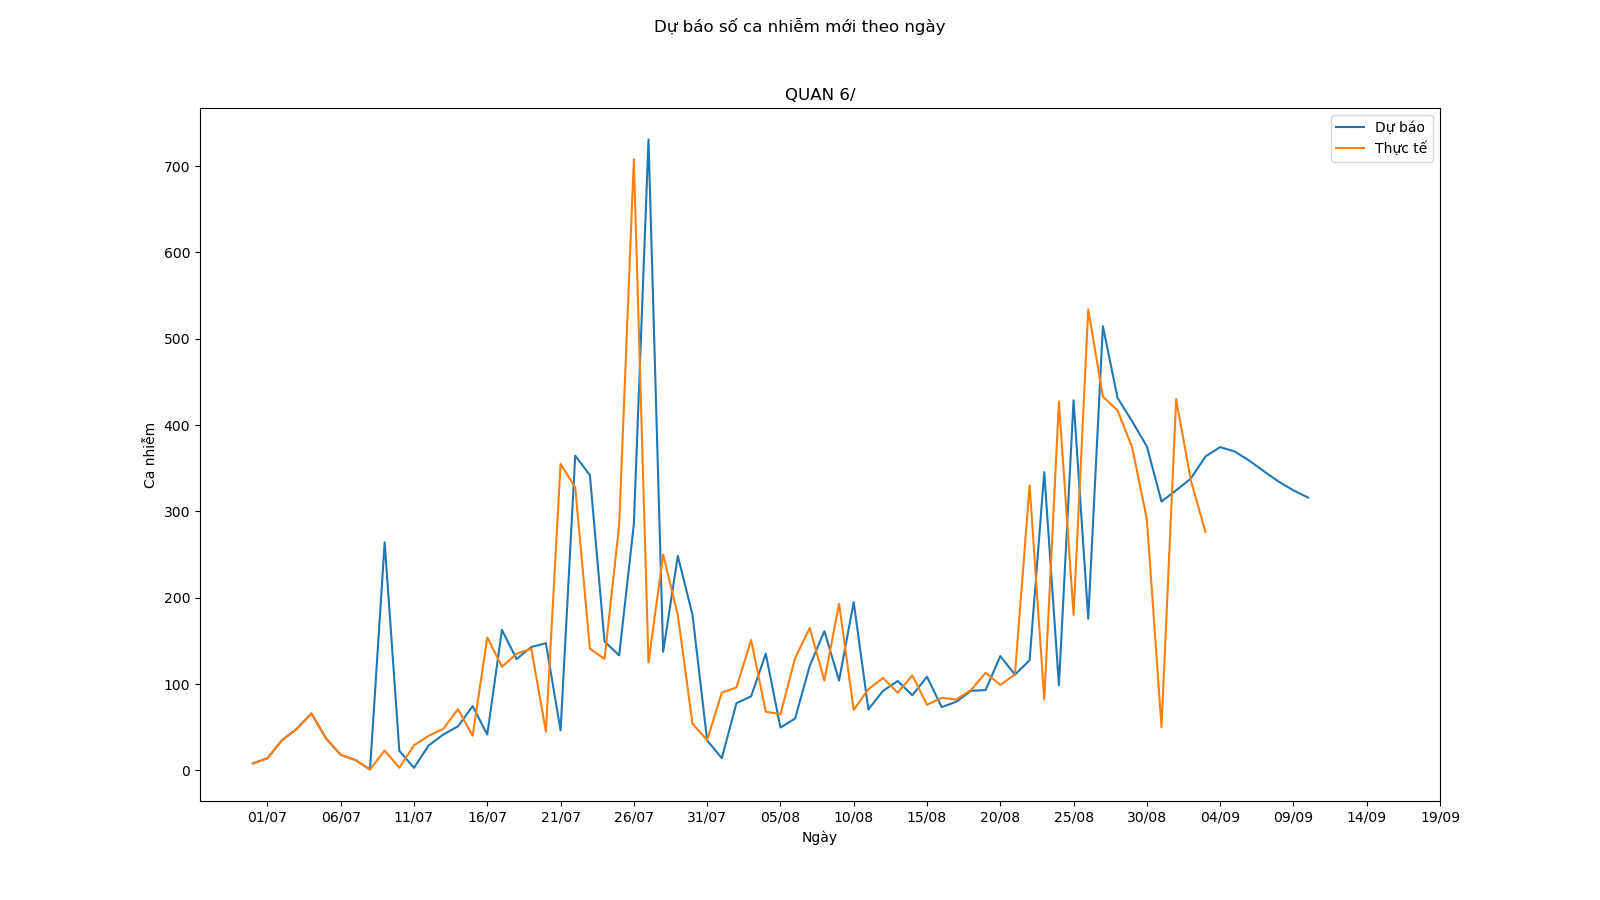 Dự báo số ca nhiễm mới theo ngày
QUAN 6/
Dự báo
Thực tế
Ca nhiễm
700
600
500
400
300
200
100
0
01/07 06/07 11/07 16/07 21/07 26/07 31/07 05/08 10/08 15/08 20/08 25/08 30/08 04/09 09/09 14/09 19/09
Ngày